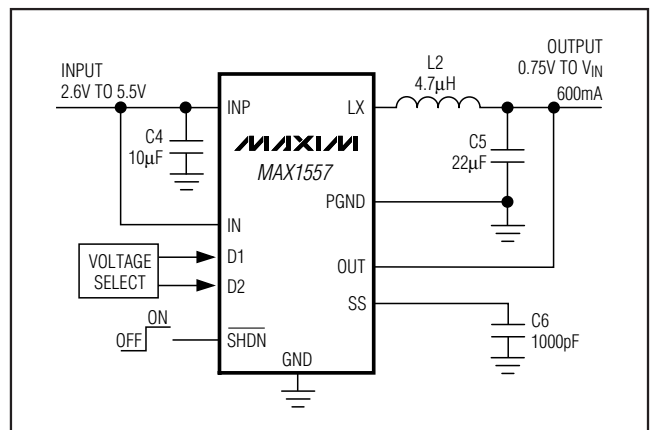 INPUT
2.6V TO 5.5V
L2
4.7μH
OUTPUT
0.75V TO VIN
600mA
INP
LX
C4
10μF
MAXIM
MAX1557
C5
22μF
PGND
IN
VOLTAGE
SELECT
D1
D2
OUT
SS
ON
OFF
SHDN
GND
C6
1000pF